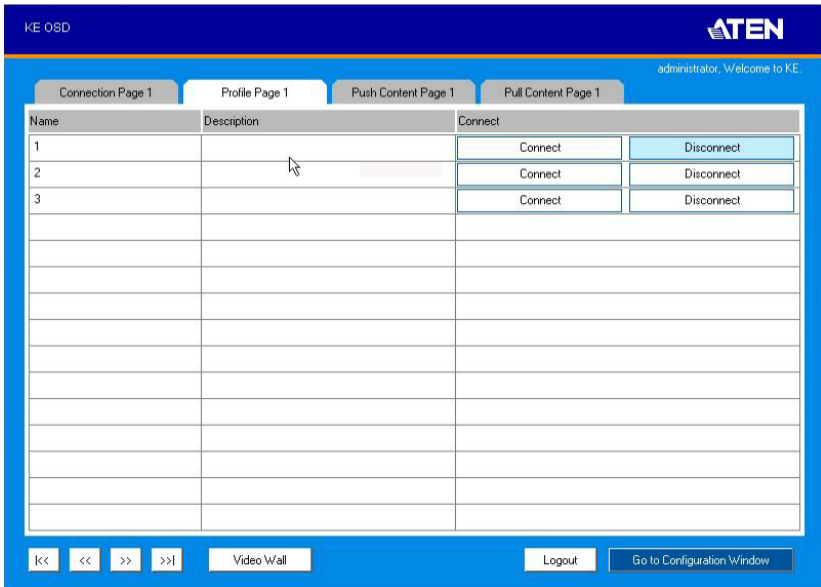 KE OSD
ATEN
administrator, Welcome to KE.
Connection Page 1 Profile Page 1 Push Content Page 1 Pull Content Page 1
Name Description Connect
1 Connect Disconnect
2 Connect Disconnect
3 Connect Disconnect
|<< << >> >>| Video Wall Logout Go to Configuration Window